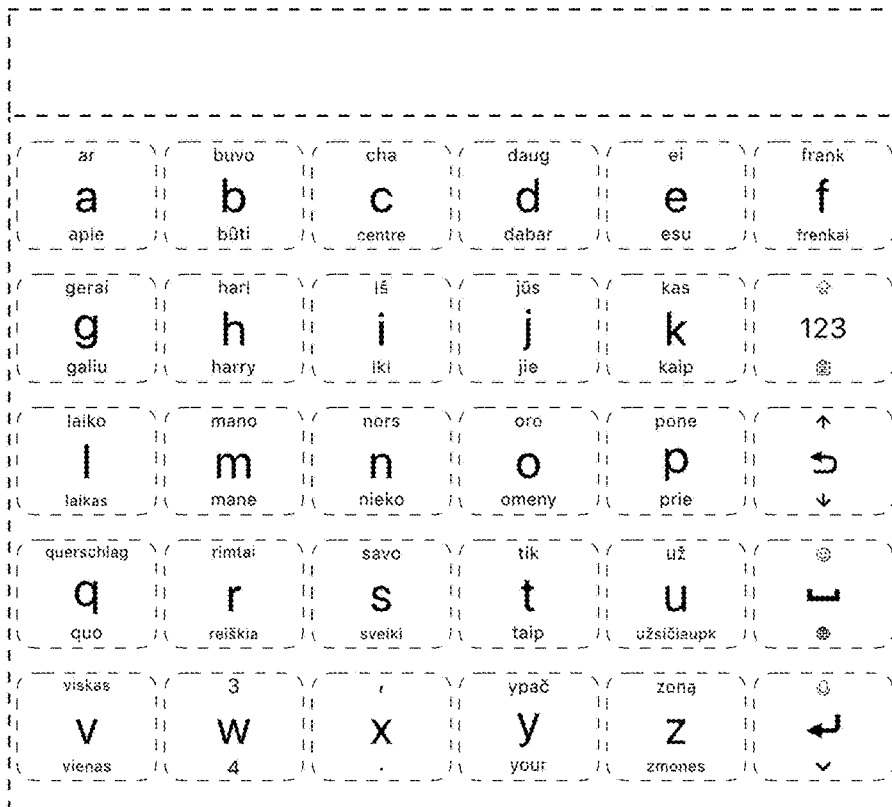 ar buvo cha daug ei frank
a b c d e f
apie būti centre dabar esu frenkai
gerai hari iš jūs kas
g h i j k 123
galiu harry iki jie kaip
laiko mano nors oro pone
l m n o p
laikas mane nieko omeny prie
querschlag rimtai savo tik už
q r s t u
quo reiškia sveiki taip užsičiaupk
viskas 3 , ypač zoną
v w x y z
vienas 4 . your zmones